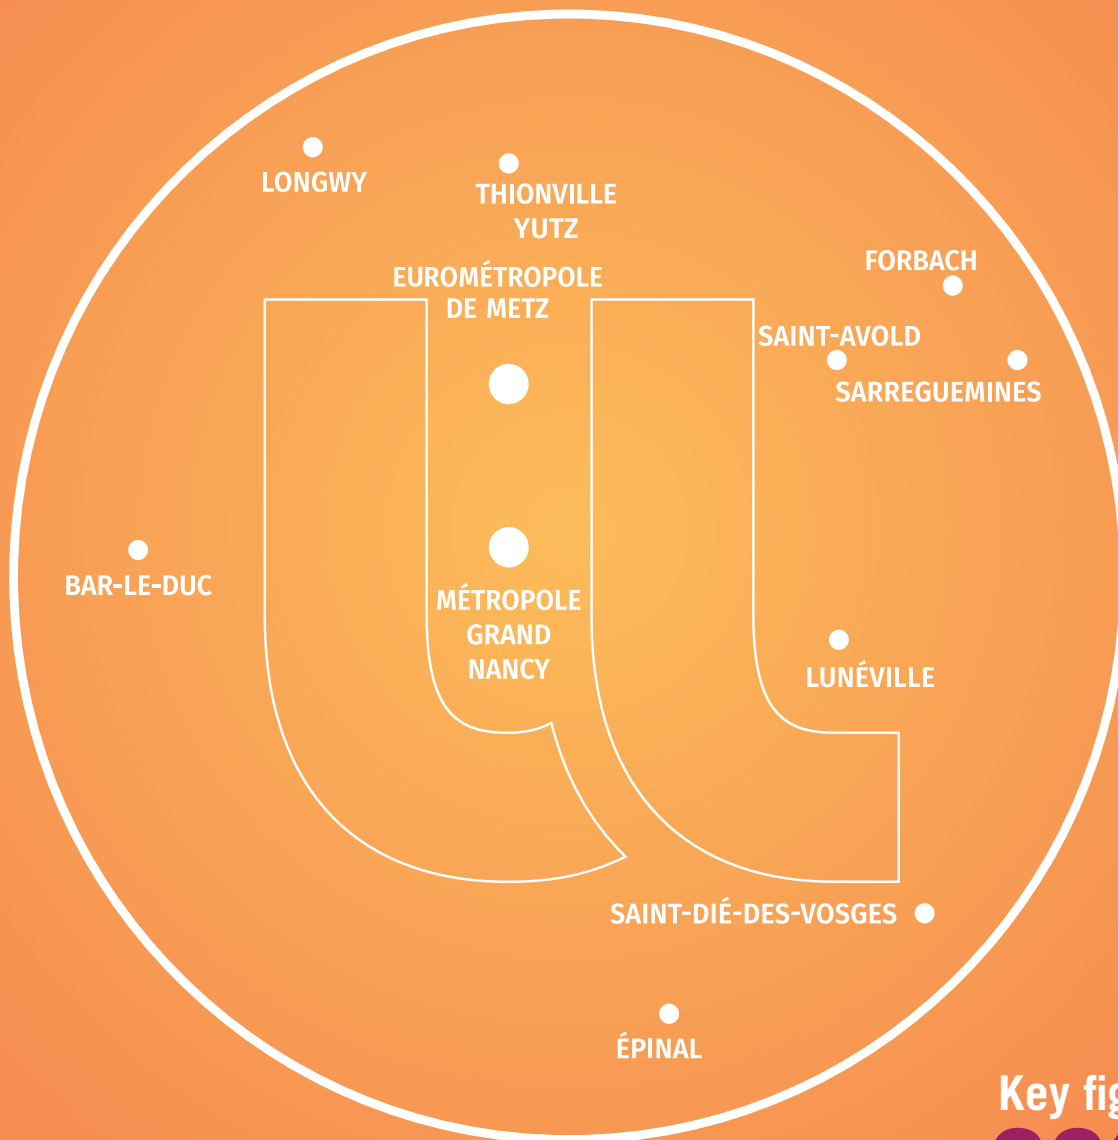 LONGWY
THIONVILLE
YUTZ
EUROMÉTROPOLE
DE METZ
FORBACH
SAINT-AVOLD
SARREGUEMINES
BAR-LE-DUC
MÉTROPOLE
GRAND
NANCY
LUNÉVILLE
SAINT-DIÉ-DES-VOSGES
ÉPINAL
Key fig